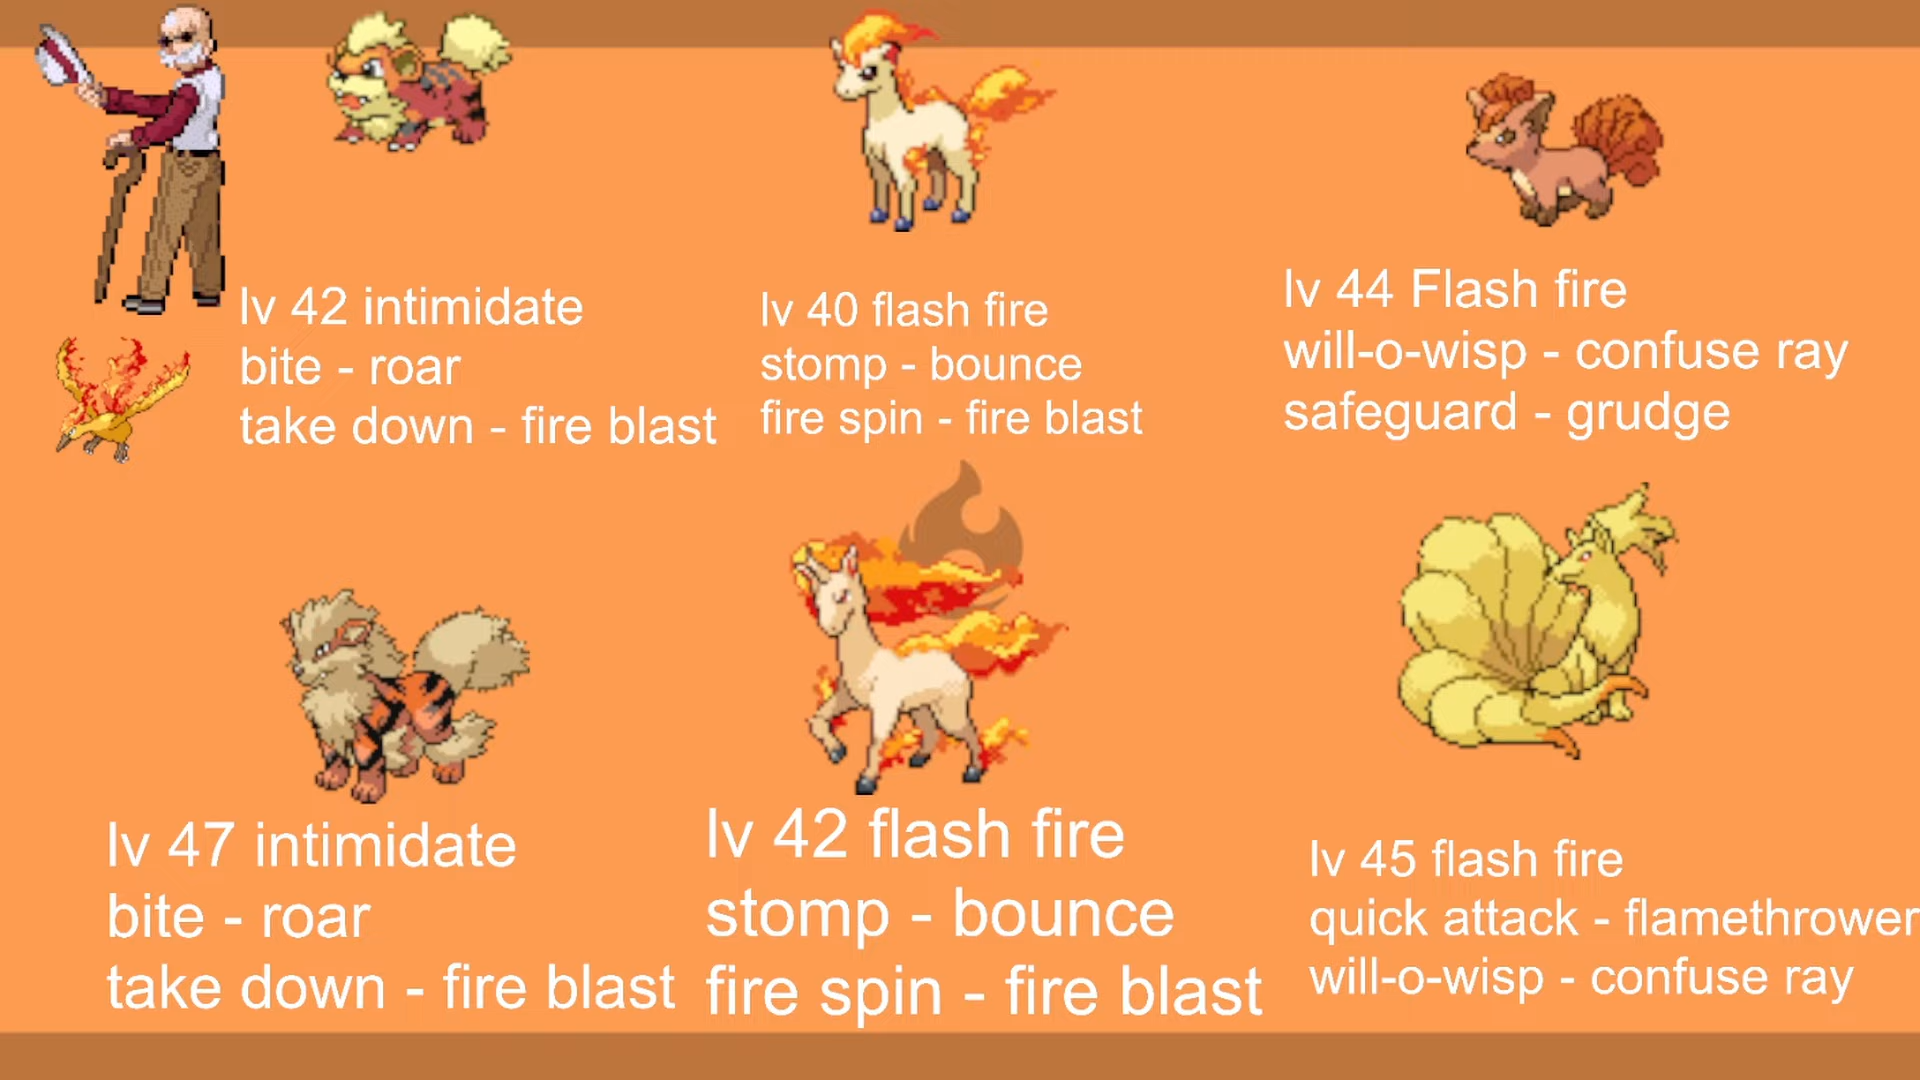 lv 42 intimidate
bite - roar
take down - fire blast
lv 40 flash fire
stomp - bounce
fire spin - fire blast
lv 44 Flash fire
will-o-wisp - confuse ray
safeguard - grudge
lv 47 intimidate
bite - roar
take down - fire blast
lv 42 flash fire
stomp - bounce
fire spin - fire blast
lv 45 flash fire
quick attack - flamethrower
will-o-wisp - confuse ray